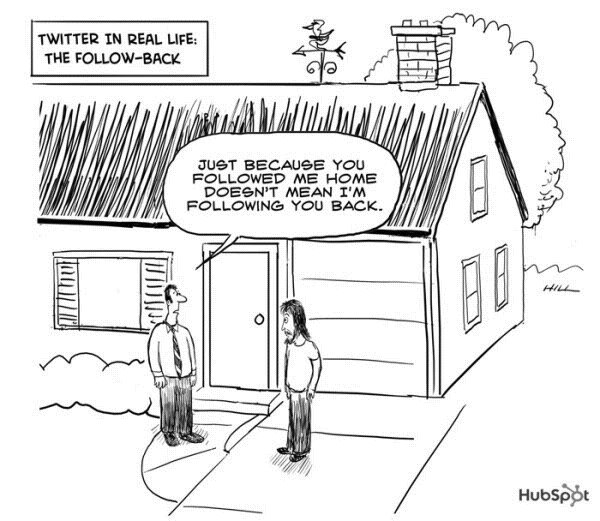 TWITTER IN REAL LIFE:
THE FOLLOW-BACK
JUST BECAUSE YOU
FOLLOWED ME HOME
DOESN'T MEAN I'M
FOLLOWING YOU BACK.
HILL
HubSpot